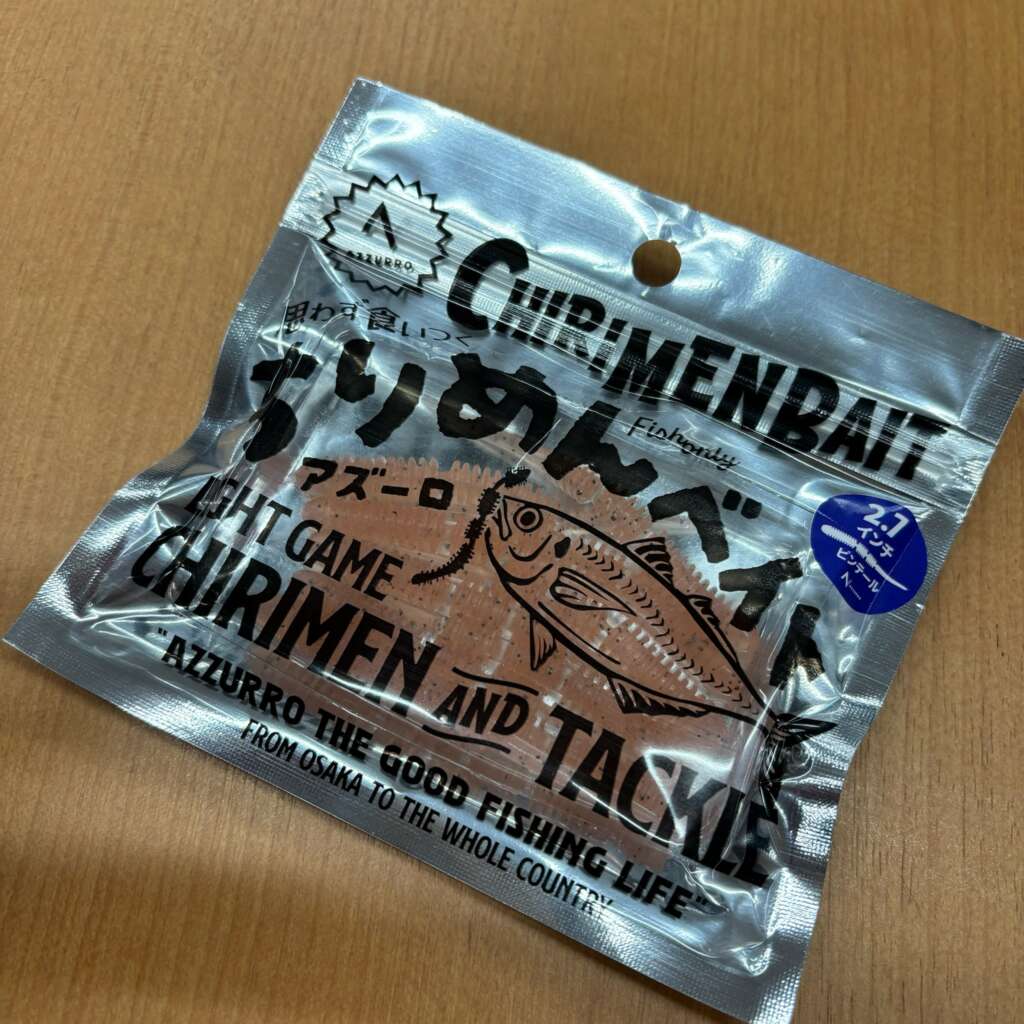 A
AZZURRO
CHIRIMENBAIT
思わず食いつく
ちりめんベイト
Fishonly
アズーロ
2.7
インチ
ピンテール
LIGHT GAME
CHIRIMEN AND TACKLE
"AZZURRO THE GOOD FISHING LIFE"
FROM OSAKA TO THE WHOLE COUNTRY